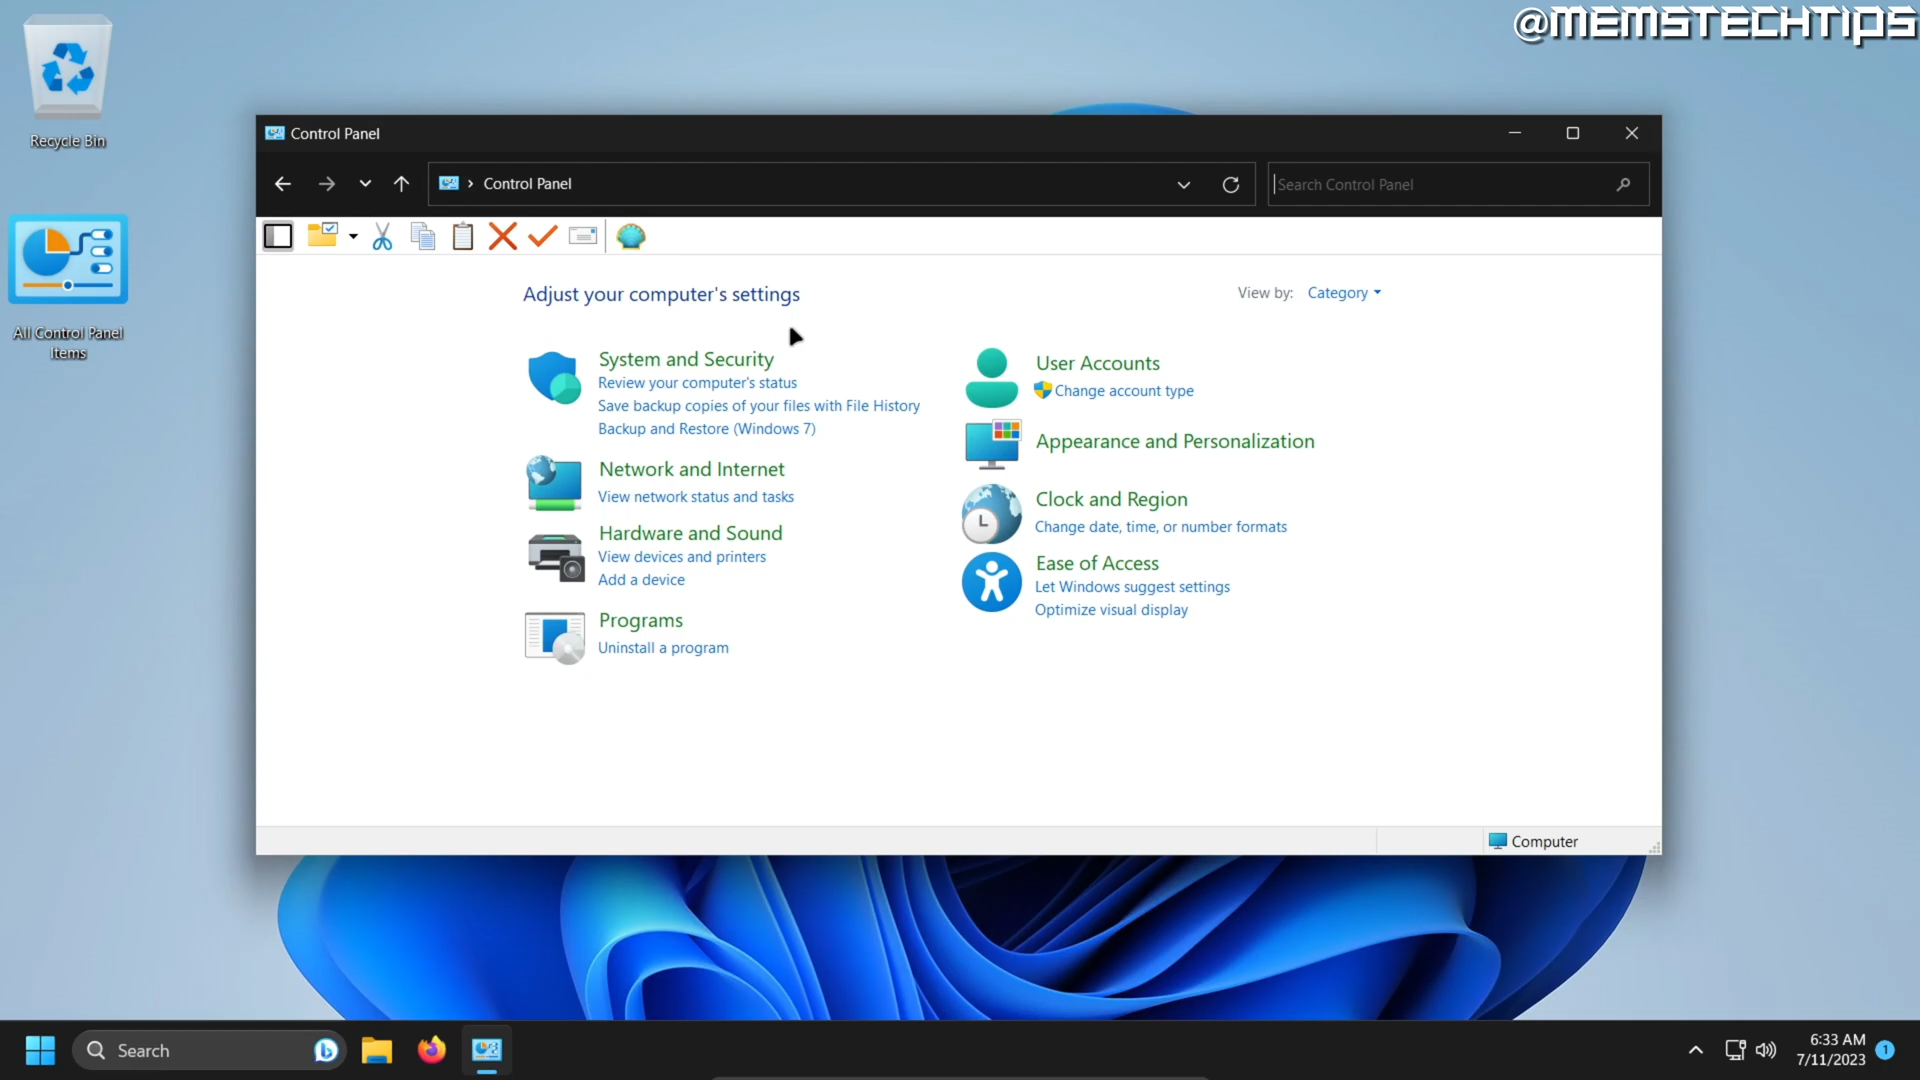 @MEMSTECHTIPS
Recycle Bin
All Control Panel
Items
Control Panel
Control Panel
Search Control Panel
Adjust your computer's settings
View by: Category
System and Security
Review your computer's status
Save backup copies of your files with File History
Backup and Restore (Windows 7)
Network and Internet
View network status and tasks
Hardware and Sound
View devices and printers
Add a device
Programs
Uninstall a program
User Accounts
Change account type
Appearance and Personalization
Clock and Region
Change date, time, or number formats
Ease of Access
Let Windows suggest settings
Optimize visual display
Computer
Search
6:33 AM
7/11/2023
1